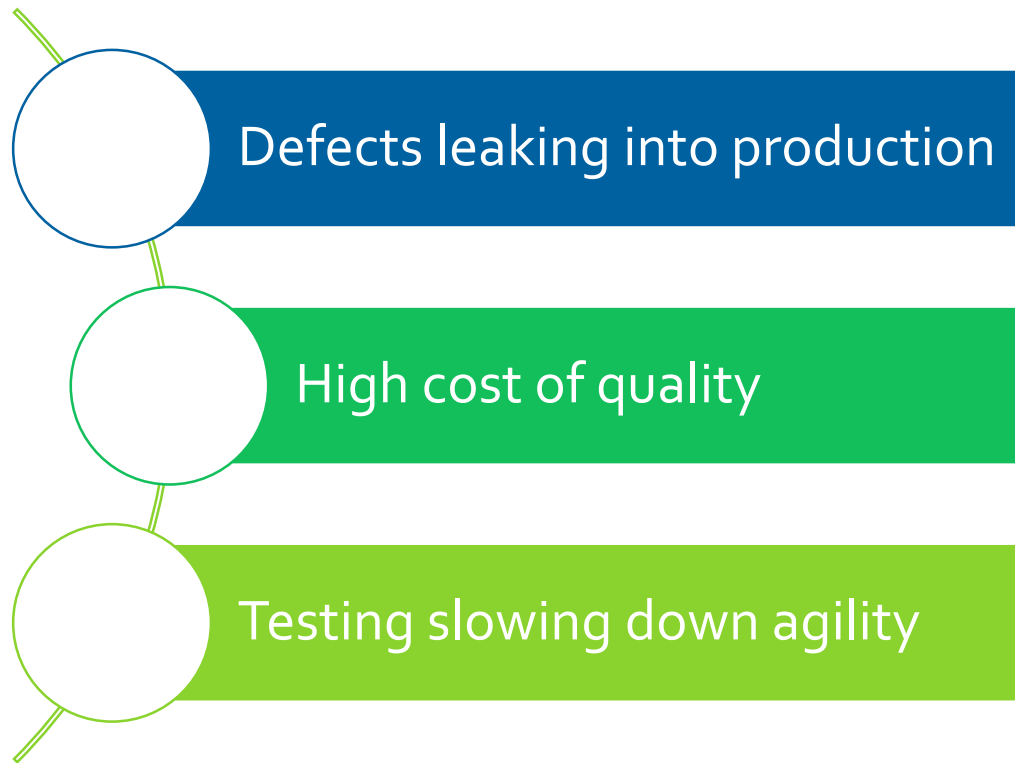 Defects leaking into production
High cost of quality
Testing slowing down agility